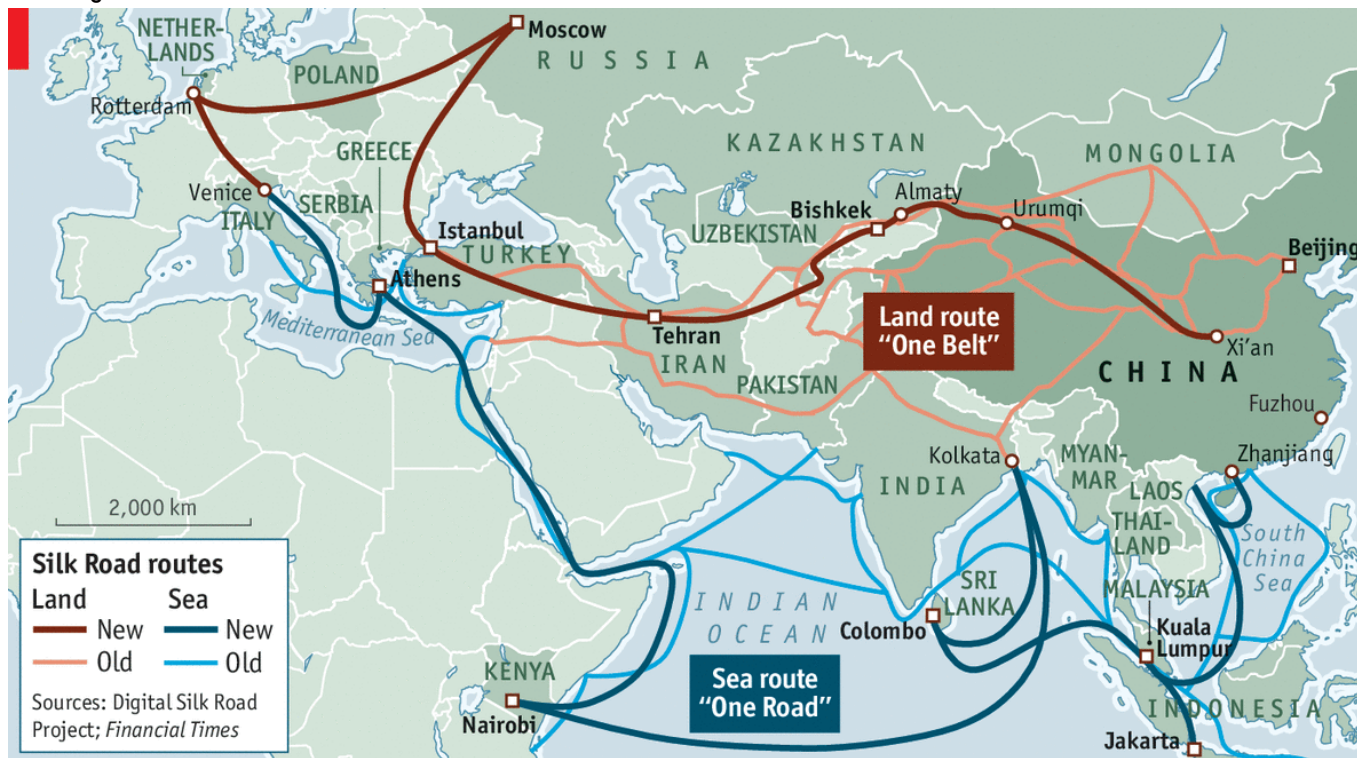 NETHER-
LANDS
Moscow
RUSSIA
POLAND
Rotterdam
KAZAKHSTAN
MONGOLIA
GREECE
Venice
SERBIA
ITALY
Almaty
Bishkek
Urumqi
Istanbul
UZBEKISTAN
TURKEY
Beijing
Athens
Mediterranean Sea
Tehran
IRAN
Land route
“One Belt”
Xi’an
PAKISTAN
CHINA
Fuzhou
Kolkata
MYAN-
MAR
Zhanjiang
INDIA
LAOS
2,000 km
THAI-
LAND
South
China
Sea
Silk Road routes
Land
Sea
New
New
Old
Old
Sources: Digital Silk Road
Project; Financial Times
SRI
LANKA
MALAYSIA
INDIAN
OCEAN
Colombo
Kuala
Lumpur
KENYA
Nairobi
Sea route
“One Road”
INDONESIA
Jakarta